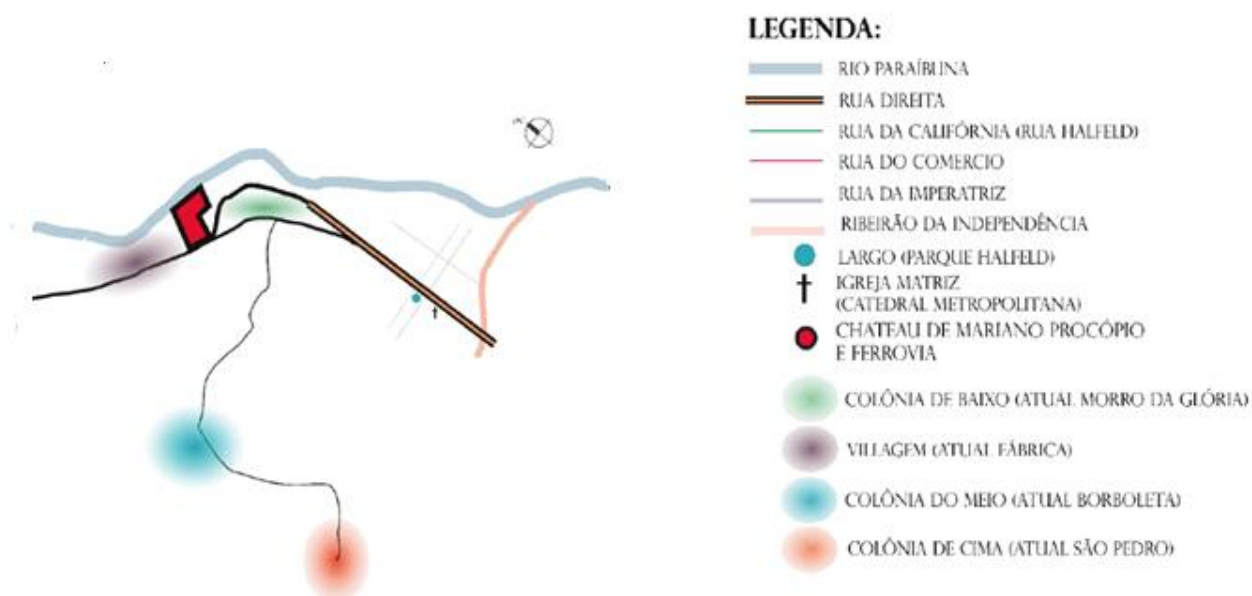 LEGENDA:
RIO PARAÍBUNA
RUA DIREITA
RUA DA CALIFÓRNIA (RUA HALFELD)
RUA DO COMERCIO
RUA DA IMPERATRIZ
RIBEIRÃO DA INDEPENDÊNCIA
LARGO (PARQUE HALFELD)
IGREJA MATRIZ
(CATEDRAL METROPOLITANA)
CHATEAU DE MARIANO PROCÓPIO
E FERROVIA
COLÔNIA DE BAIXO (ATUAL MORRO DA GLÓRIA)
VILLAGEM (ATUAL FÁBRICA)
COLÔNIA DO MEIO (ATUAL BORBOLETA)
COLÔNIA DE CIMA (ATUAL SÃO PEDRO)